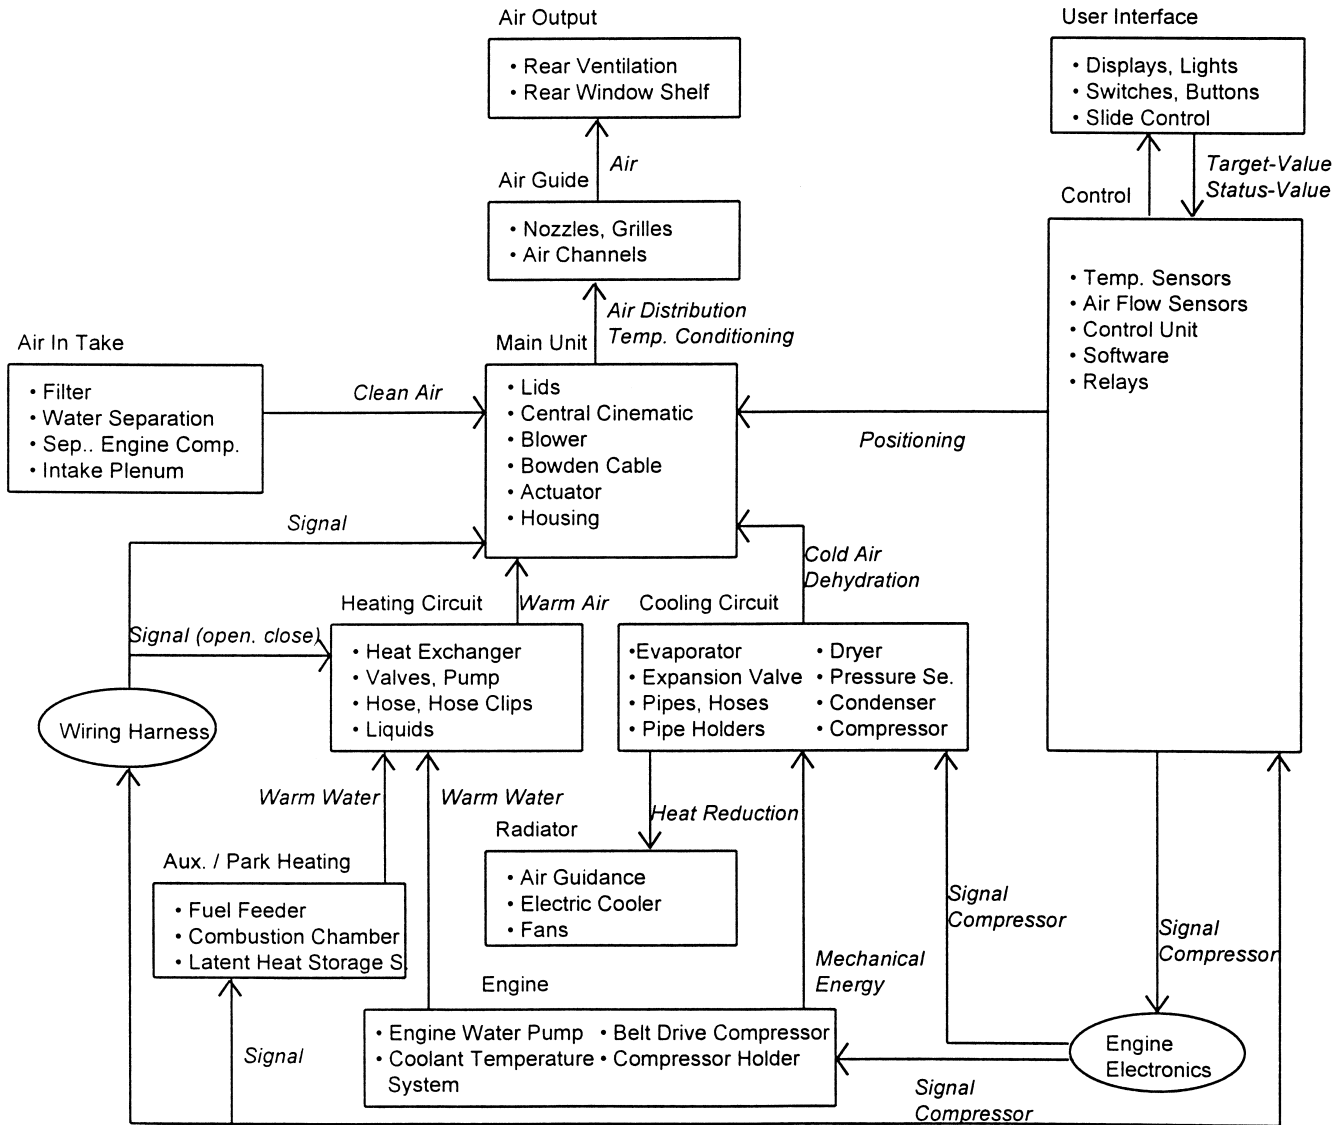 Air Output
• Rear Ventilation
• Rear Window Shelf
User Interface
• Displays, Lights
• Switches, Buttons
• Slide Control
Air
Target-Value
Status-Value
Air Guide
• Nozzles, Grilles
• Air Channels
Control
• Temp. Sensors
• Air Flow Sensors
• Control Unit
• Software
• Relays
Air Distribution
Temp. Conditioning
Air In Take
• Filter
• Water Separation
• Sep.. Engine Comp.
• Intake Plenum
Clean Air
Main Unit
• Lids
• Central Cinematic
• Blower
• Bowden Cable
• Actuator
• Housing
Positioning
Signal
Cold Air
Dehydration
Warm Air
Signal (open. close)
Heating Circuit
• Heat Exchanger
• Valves, Pump
• Hose, Hose Clips
• Liquids
Cooling Circuit
•Evaporator
• Expansion Valve
• Pipes, Hoses
• Pipe Holders
• Dryer
• Pressure Se.
• Condenser
• Compressor
Wiring Harness
Warm Water
Warm Water
Heat Reduction
Radiator
• Air Guidance
• Electric Cooler
• Fans
Aux. / Park Heating
• Fuel Feeder
• Combustion Chamber
• Latent Heat Storage S.
Signal
Compressor
Signal
Compressor
Mechanical
Energy
Engine
• Engine Water Pump
• Coolant Temperature
System
• Belt Drive Compressor
• Compressor Holder
Signal
Engine
Electronics
Signal
Compressor